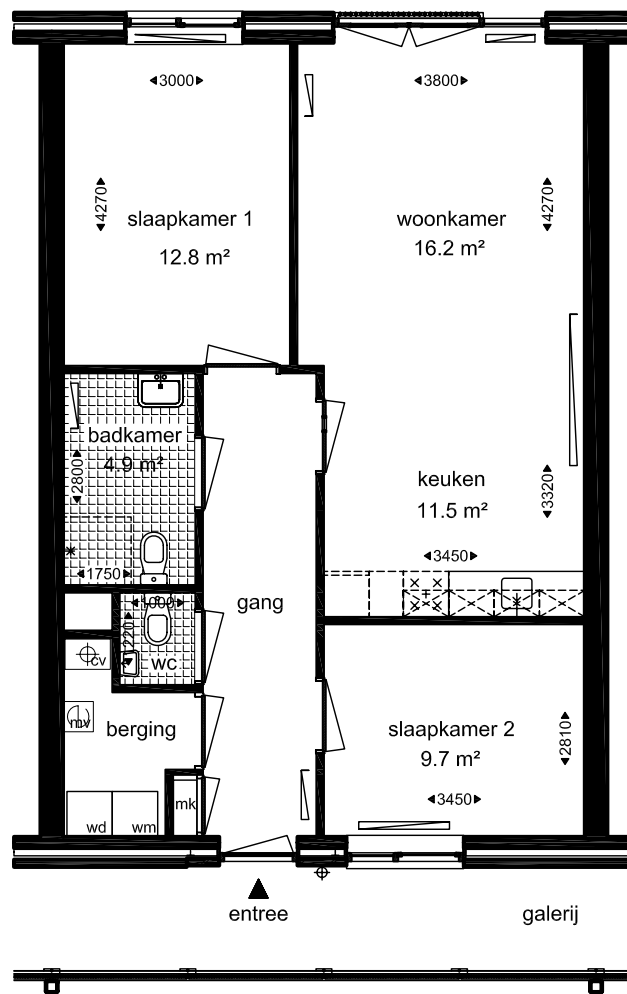 3000
3800
4270
4270
slaapkamer 1
12.8 m²
woonkamer
16.2 m²
badkamer
4.9 m²
2800
1750
keuken
11.5 m²
3320
3450
gang
1000
1220
wc
cv
mv
berging
wd
wm
mk
slaapkamer 2
9.7 m²
2810
3450
entree
galerij